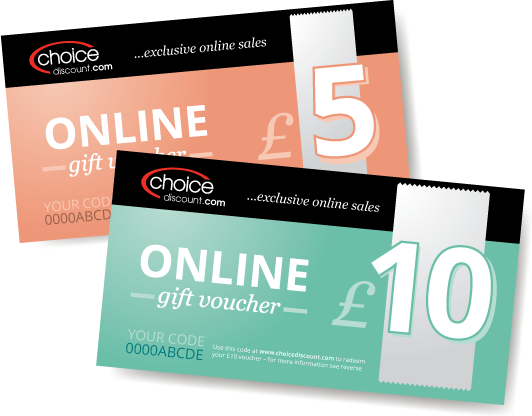 choice
discount.com
...exclusive online sales
£5
ONLINE
gift voucher
YOUR CODE
0000ABCD
choice
discount.com
...exclusive online sales
£10
ONLINE
gift voucher
YOUR CODE
0000ABCDE
Use this code at www.choicediscount.com to redeem
your £10 voucher – for more information see reverse